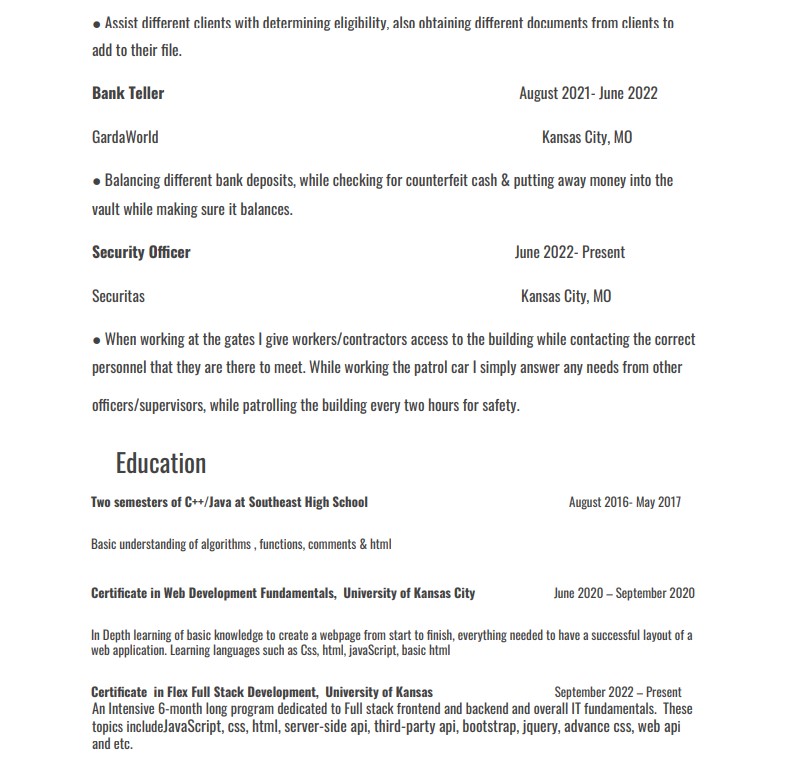 ● Assist different clients with determining eligibility, also obtaining different documents from clients to
add to their file.
Bank Teller August 2021- June 2022
GardaWorld Kansas City, MO
● Balancing different bank deposits, while checking for counterfeit cash & putting away money into the
vault while making sure it balances.
Security Officer June 2022- Present
Securitas Kansas City, MO
● When working at the gates I give workers/contractors access to the building while contacting the correct
personnel that they are there to meet. While working the patrol car I simply answer any needs from other
officers/supervisors, while patrolling the building every two hours for safety.
Education
Two semesters of C++/Java at Southeast High School August 2016- May 2017
Basic understanding of algorithms , functions, comments & html
Certificate in Web Development Fundamentals, University of Kansas City June 2020 – September 2020
In Depth learning of basic knowledge to create a webpage from start to finish, everything needed to have a successful layout of a
web application. Learning languages such as Css, html, javaScript, basic html
Certificate in Flex Full Stack Development, University of Kansas September 2022 – Present
An Intensive 6-month long program dedicated to Full stack frontend and backend and overall IT fundamentals. These
topics includeJavaScript, css, html, server-side api, third-party api, bootstrap, jquery, advance css, web api
and etc.